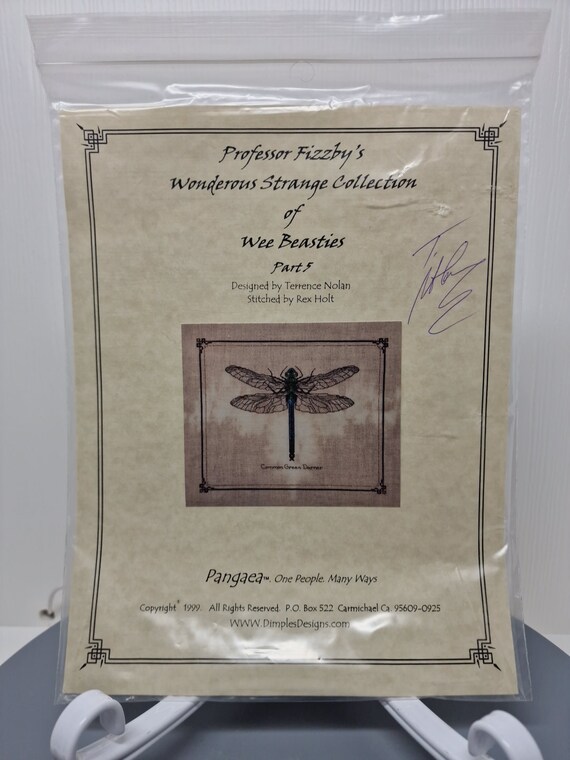 Professor Fizzby's
Wonderous Strange Collection
of
Wee Beasties
Part 5
Designed by Terrence Nolan
Stitched by Rex Holt
Common Green Darner
Pangaea™. One People. Many Ways
Copyright° 1999. All Rights Reserved. P.O. Box 522 Carmichael Ca. 95609-0925
WWW.DimplesDesigns.com